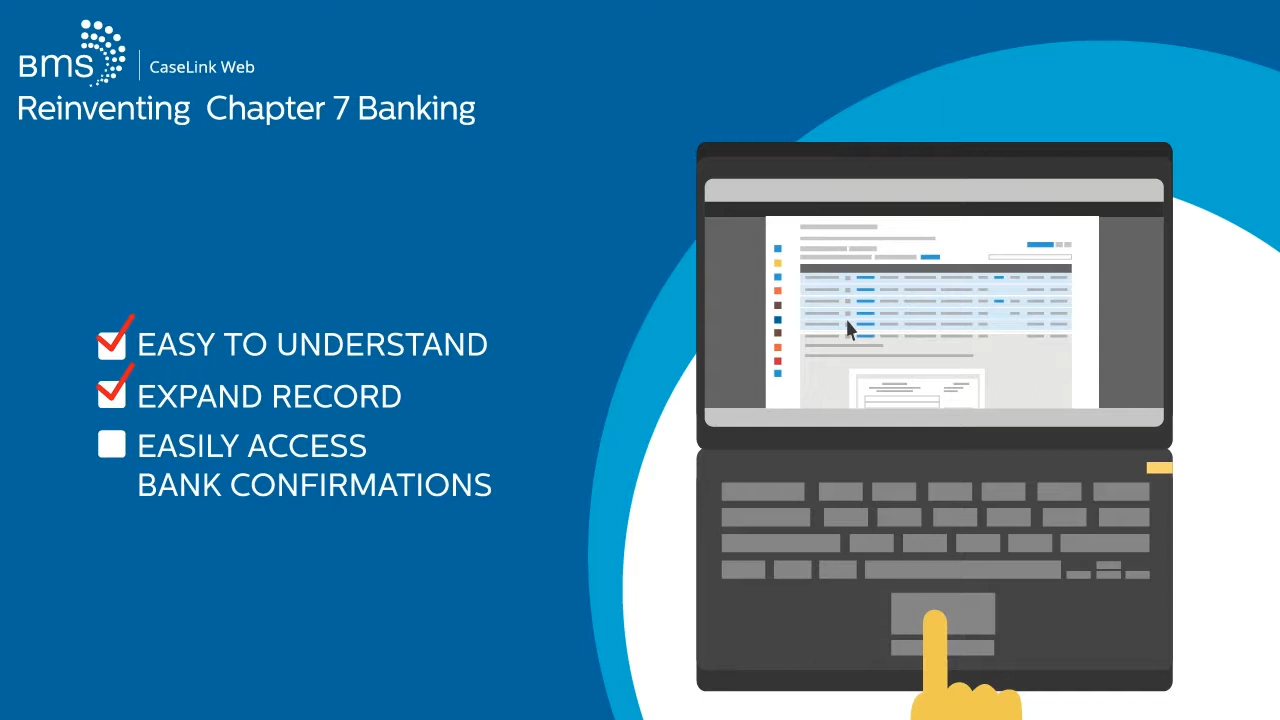 BMS
CaseLink Web
Reinventing Chapter 7 Banking
EASY TO UNDERSTAND
EXPAND RECORD
EASILY ACCESS
BANK CONFIRMATIONS